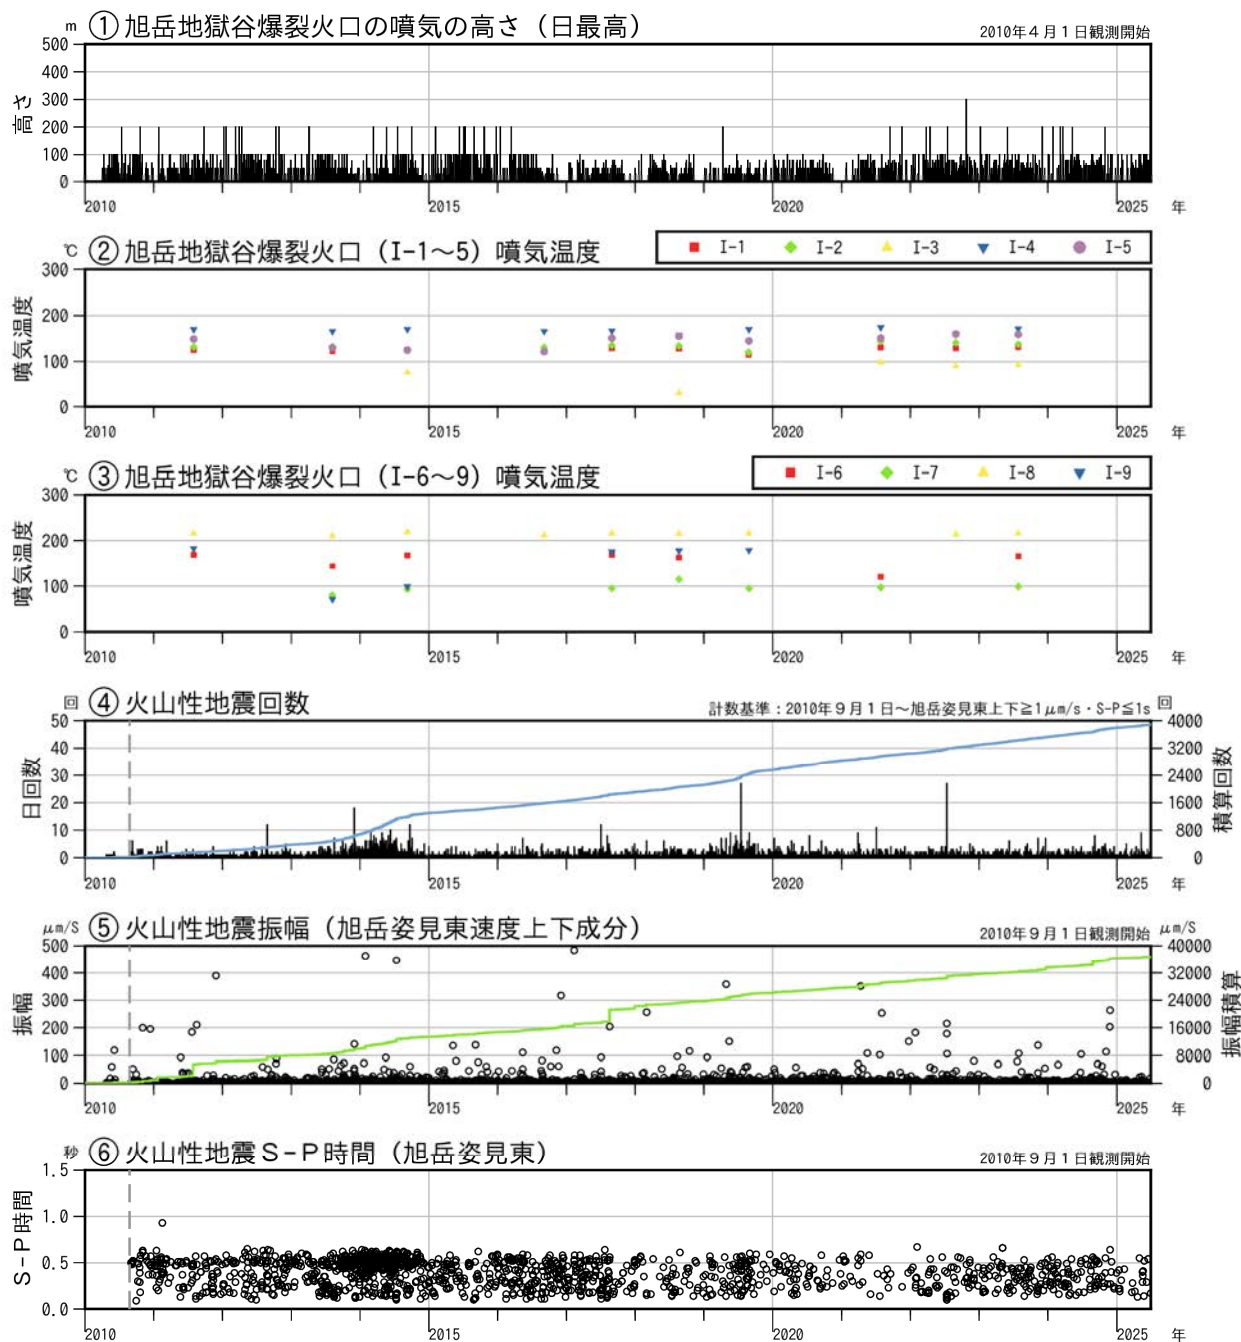 m ①旭岳地獄谷爆裂火口の噴気の高さ（日最高） 2010年4月1日観測開始
500
400
300
200
100
0
高さ
2010 2015 2020 2025 年
℃ ②旭岳地獄谷爆裂火口（I-1～5）噴気温度 I-1 I-2 I-3 I-4 I-5
300
200
100
0
噴気温度
2010 2015 2020 2025 年
℃ ③旭岳地獄谷爆裂火口（I-6～9）噴気温度 I-6 I-7 I-8 I-9
300
200
100
0
噴気温度
2010 2015 2020 2025 年
回 ④火山性地震回数 計数基準：2010年9月1日～旭岳姿見東上下≧1μm/s・S-P≦1s 回
50 4000
40 3200
30 2400
20 1600
10 800
0 0
日回数
積算回数
2010 2015 2020 2025 年
μm/S ⑤火山性地震振幅（旭岳姿見東速度上下成分） 2010年9月1日観測開始 μm/S
500 40000
400 32000
300 24000
200 16000
100 8000
0 0
振幅
振幅積算
2010 2015 2020 2025 年
秒 ⑥火山性地震S-P時間（旭岳姿見東） 2010年9月1日観測開始
1.5
1.0
0.5
0.0
S-P時間
2010 2015 2020 2025 年